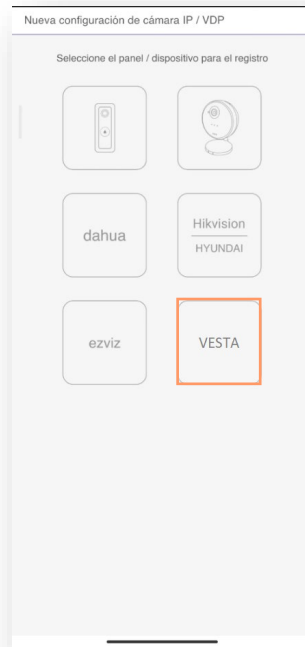 Nueva configuración de cámara IP / VDP
Seleccione el panel / dispositivo para el registro
dahua
Hikvision
HYUNDAI
ezviz
VESTA